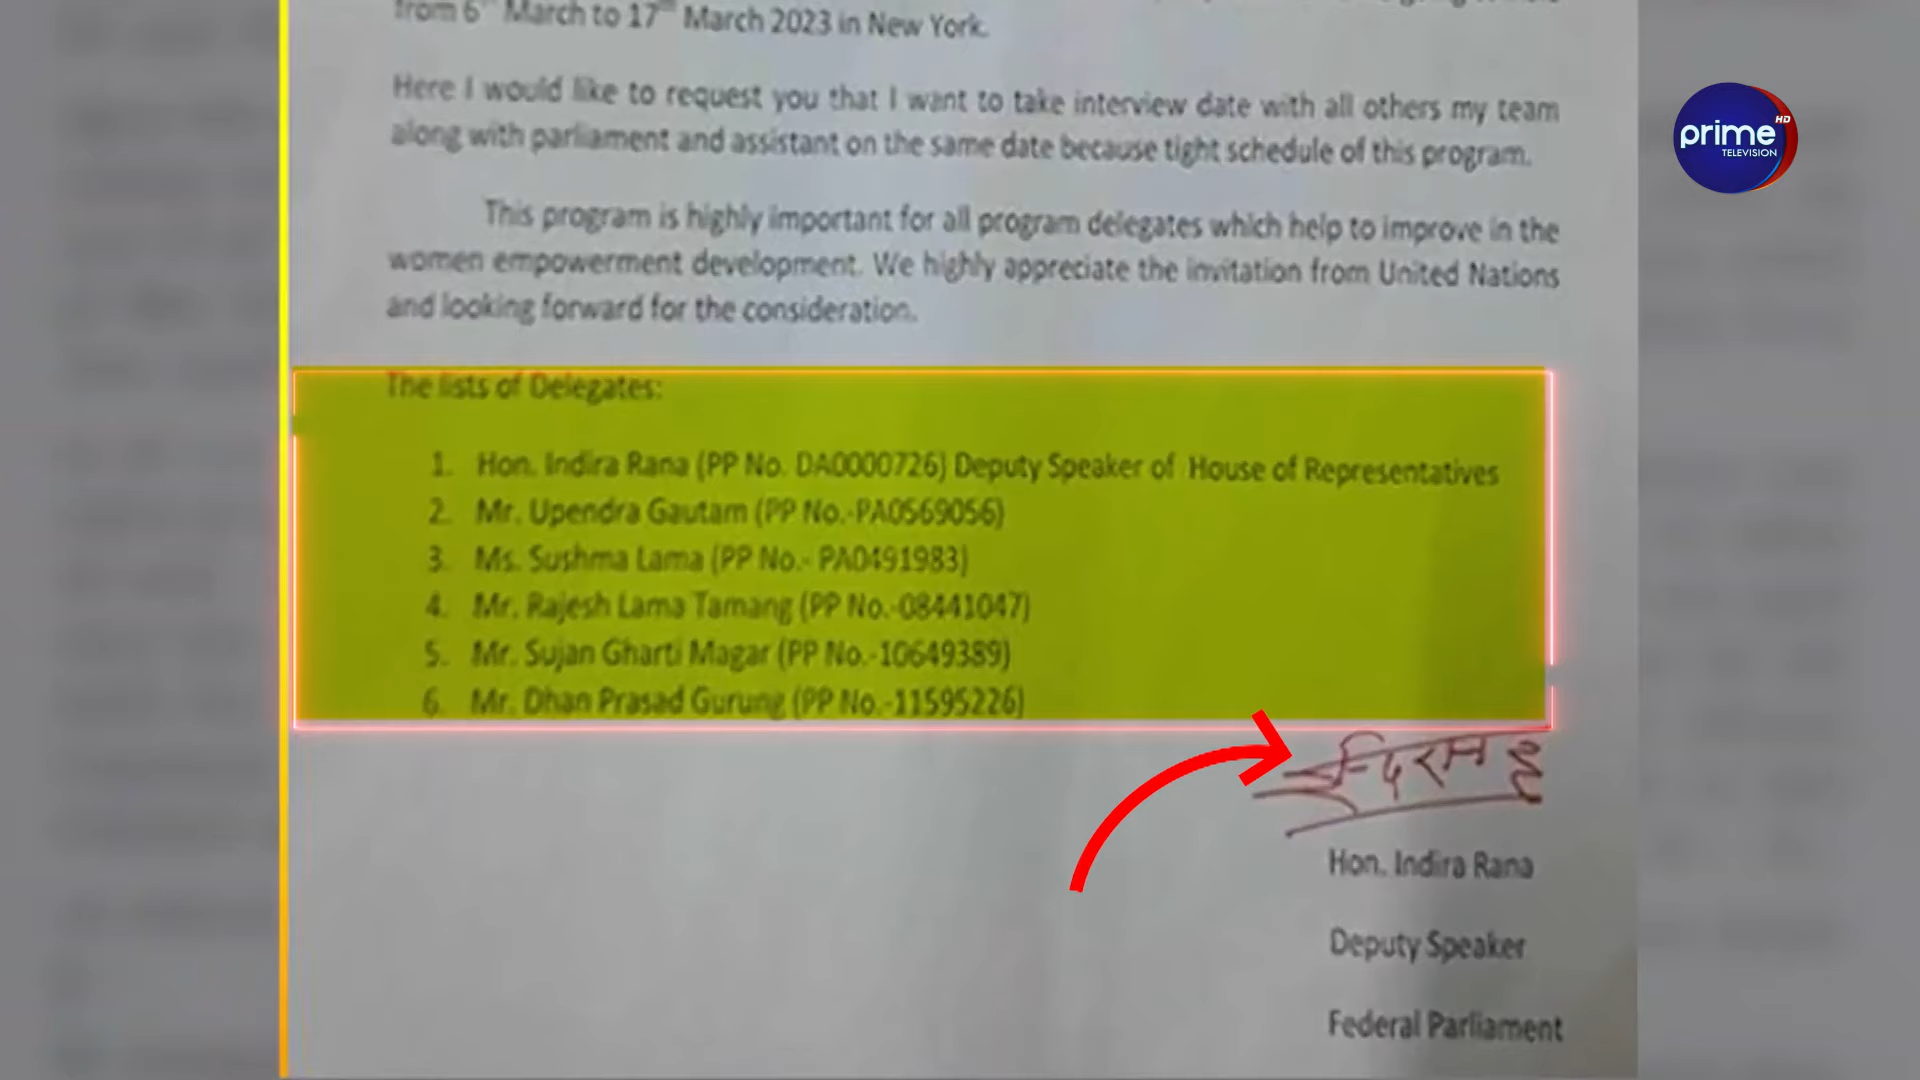 from 6th March to 17th March 2023 in New York.
Here I would like to request you that I want to take interview date with all others my team
along with parliament and assistant on the same date because tight schedule of this program.
This program is highly important for all program delegates which help to improve in the
women empowerment development. We highly appreciate the invitation from United Nations
and looking forward for the consideration.
The lists of Delegates:
1. Hon. Indira Rana (PP No. DA0000726) Deputy Speaker of House of Representatives
2. Mr. Upendra Gautam (PP No.-PA0569056)
3. Ms. Sushma Lama (PP No.- PA0491983)
4. Mr. Rajesh Lama Tamang (PP No.-08441047)
5. Mr. Sujan Gharti Magar (PP No.-10649389)
6. Mr. Dhan Prasad Gurung (PP No.-11595226)
Hon. Indira Rana
Deputy Speaker
Federal Parliament
prime HD
TELEVISION